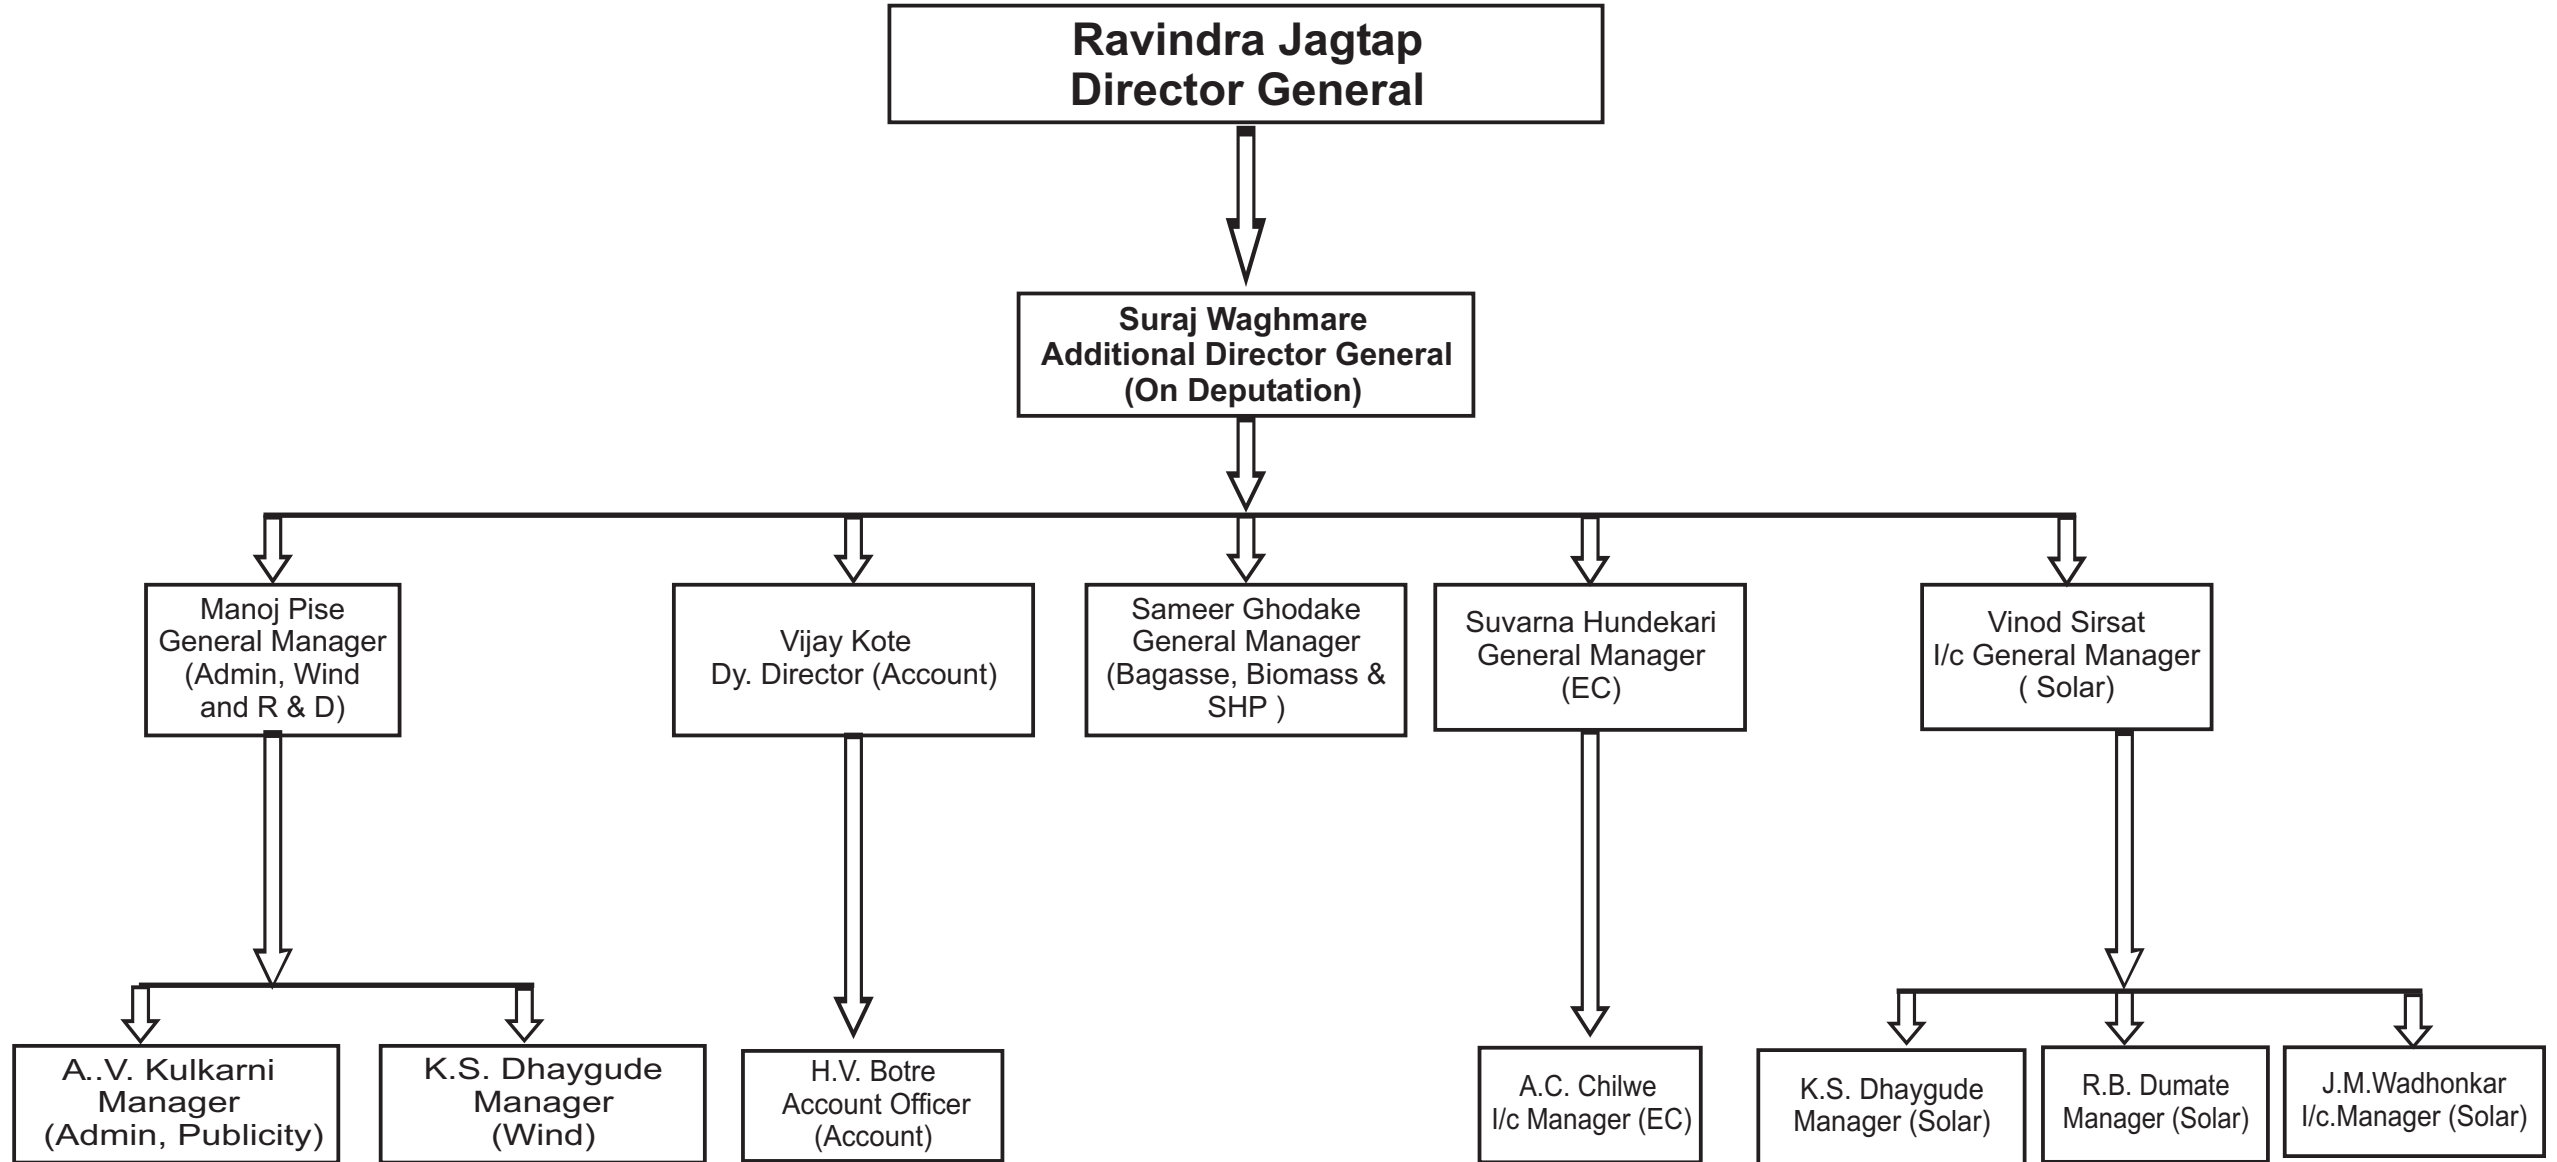 Ravindra Jagtap
Director General
Suraj Waghmare
Additional Director General
(On Deputation)
Manoj Pise
General Manager
(Admin, Wind
and R & D)
Vijay Kote
Dy. Director (Account)
Sameer Ghodake
General Manager
(Bagasse, Biomass &
SHP )
Suvarna Hundekari
General Manager
(EC)
Vinod Sirsat
I/c General Manager
( Solar)
A..V. Kulkarni
Manager
(Admin, Publicity)
K.S. Dhaygude
Manager
(Wind)
H.V. Botre
Account Officer
(Account)
A.C. Chilwe
I/c Manager (EC)
K.S. Dhaygude
Manager (Solar)
R.B. Dumate
Manager (Solar)
J.M.Wadhonkar
I/c.Manager (Solar)